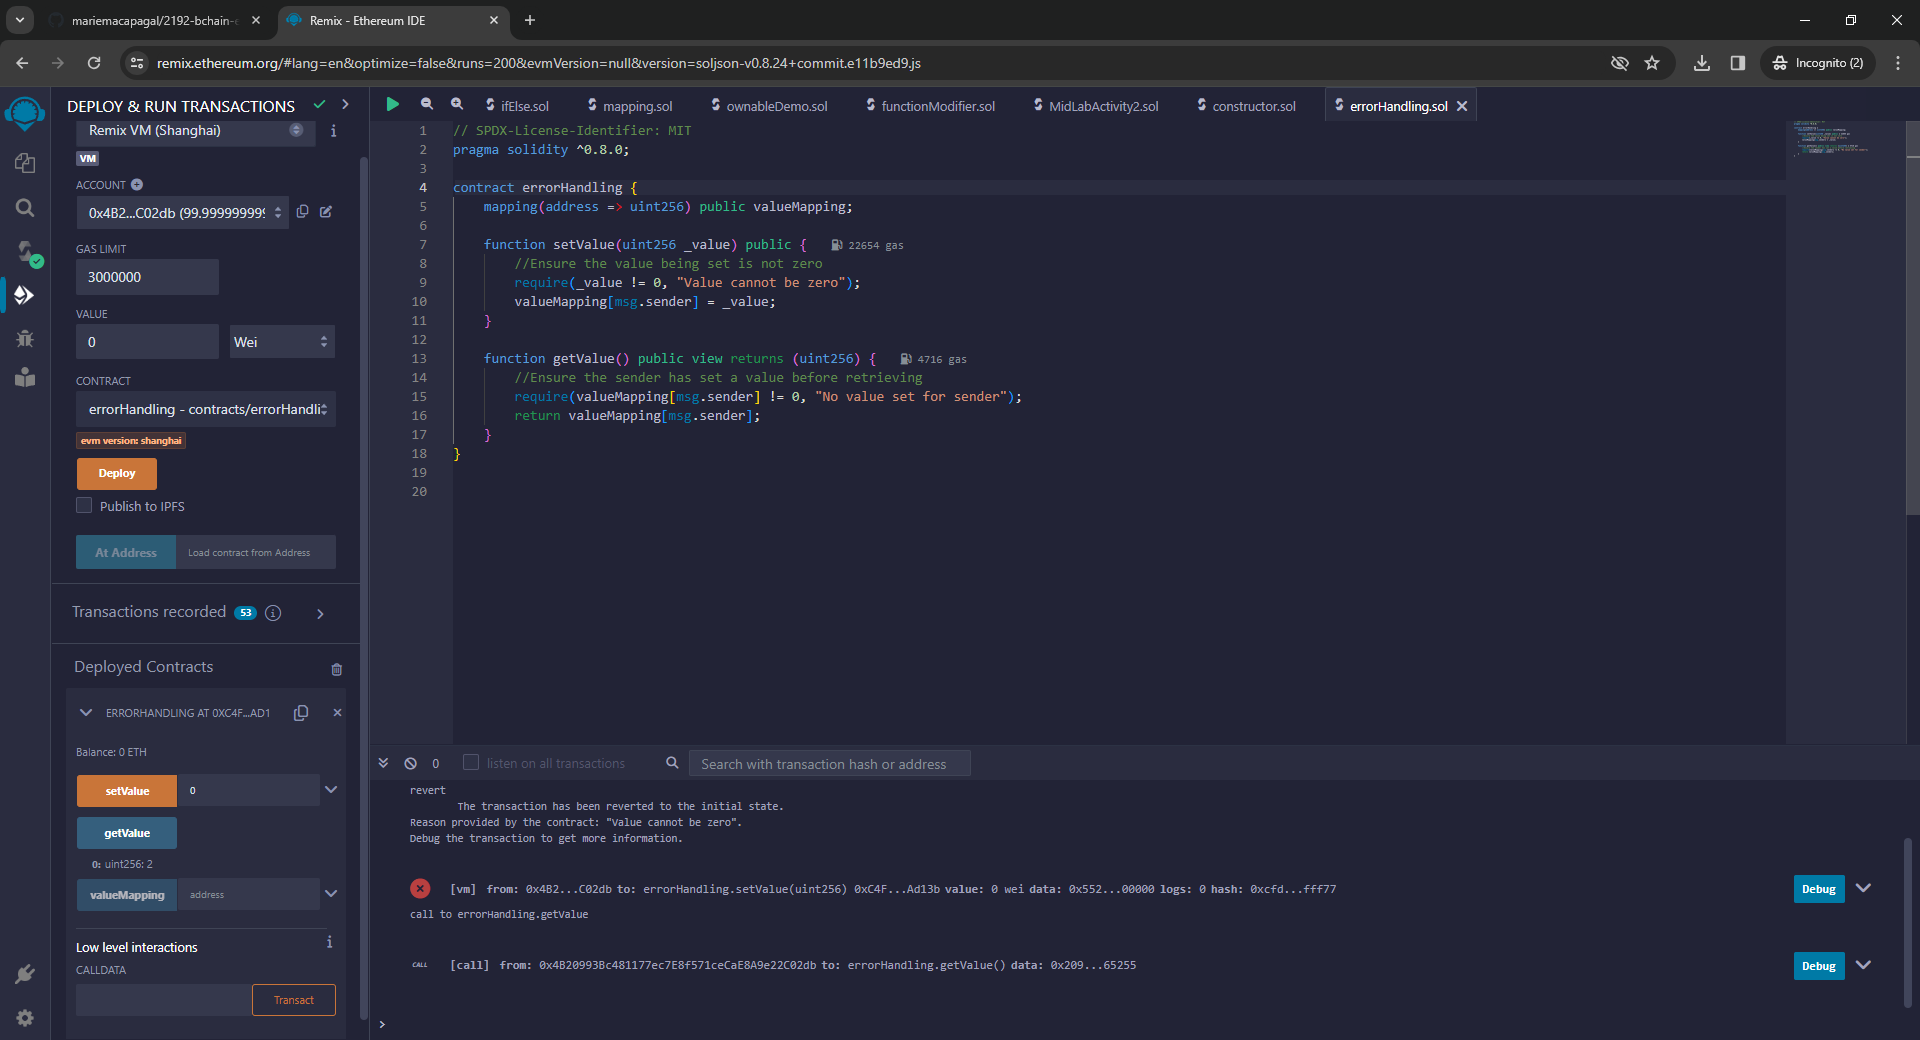 mariemacapagal/2192-bchain-e
Remix - Ethereum IDE
remix.ethereum.org/#lang=en&optimize=false&runs=200&evmVersion=null&version=soljson-v0.8.24+commit.e11b9ed9.js
Incognito (2)
DEPLOY & RUN TRANSACTIONS
Remix VM (Shanghai)
VM
ACCOUNT
0x4B2...C02db (99.999999999
GAS LIMIT
3000000
VALUE
0
Wei
CONTRACT
errorHandling - contracts/errorHandli
evm version: shanghai
Deploy
Publish to IPFS
At Address
Load contract from Address
Transactions recorded 53
Deployed Contracts
ERRORHANDLING AT 0XC4F...AD1
Balance: 0 ETH
setValue
0
getValue
0: uint256: 2
valueMapping
address
Low level interactions
CALLDATA
Transact
ifElse.sol
mapping.sol
ownableDemo.sol
functionModifier.sol
MidLabActivity2.sol
constructor.sol
errorHandling.sol
1 // SPDX-License-Identifier: MIT
2 pragma solidity ^0.8.0;
3
4 contract errorHandling {
5 mapping(address => uint256) public valueMapping;
6
7 function setValue(uint256 _value) public { 22654 gas
8 //Ensure the value being set is not zero
9 require(_value != 0, "Value cannot be zero");
10 valueMapping[msg.sender] = _value;
11 }
12
13 function getValue() public view returns (uint256) { 4716 gas
14 //Ensure the sender has set a value before retrieving
15 require(valueMapping[msg.sender] != 0, "No value set for sender");
16 return valueMapping[msg.sender];
17 }
18 }
19
20
0
listen on all transactions
Search with transaction hash or address
revert
The transaction has been reverted to the initial state.
Reason provided by the contract: "Value cannot be zero".
Debug the transaction to get more information.
[vm] from: 0x4B2...C02db to: errorHandling.setValue(uint256) 0xC4F...Ad13b value: 0 wei data: 0x552...00000 logs: 0 hash: 0xcfd...fff77
Debug
call to errorHandling.getValue
CALL [call] from: 0x4B20993Bc481177ec7E8f571ceCaE8A9e22C02db to: errorHandling.getValue() data: 0x209...65255
Debug
>